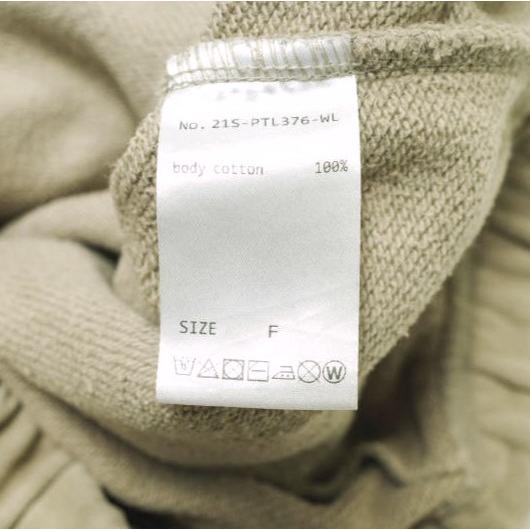 No. 21S-PTL376-WL
body cotton 100%
SIZE F
W